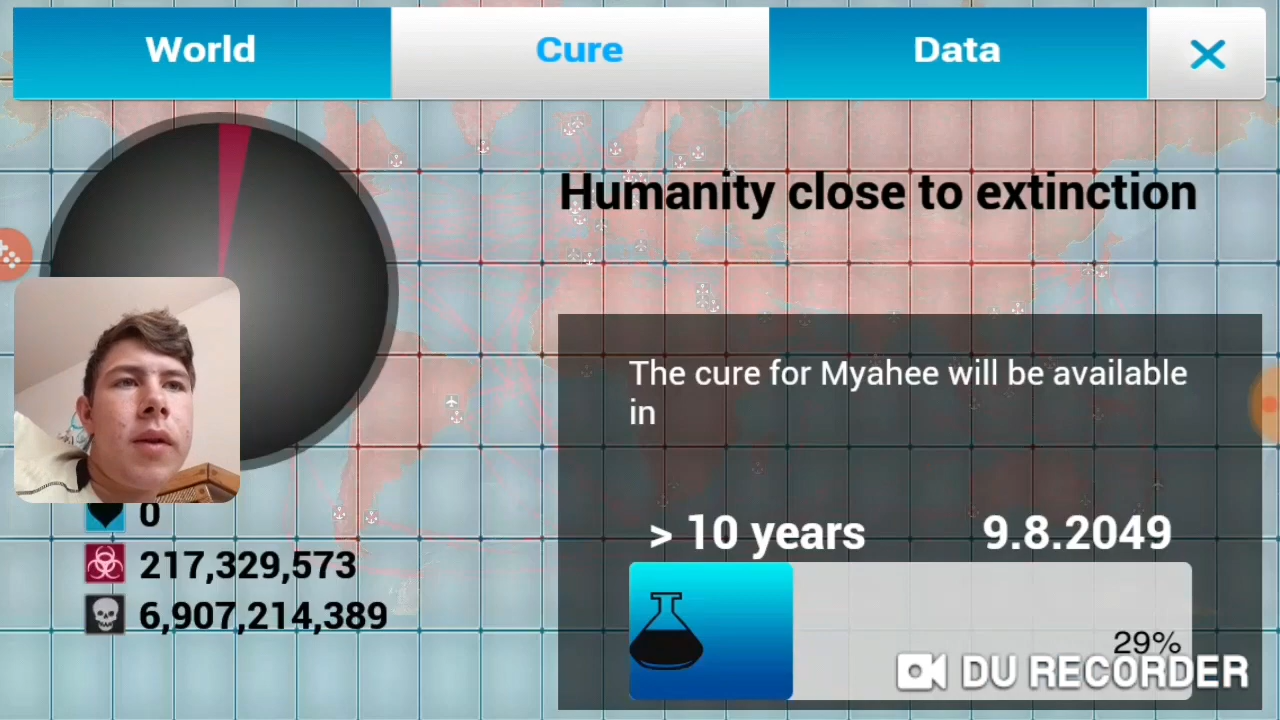 World
Cure
Data
Humanity close to extinction
The cure for Myahee will be available
in
> 10 years
9.8.2049
0
217,329,573
6,907,214,389
29%
DU RECORDER